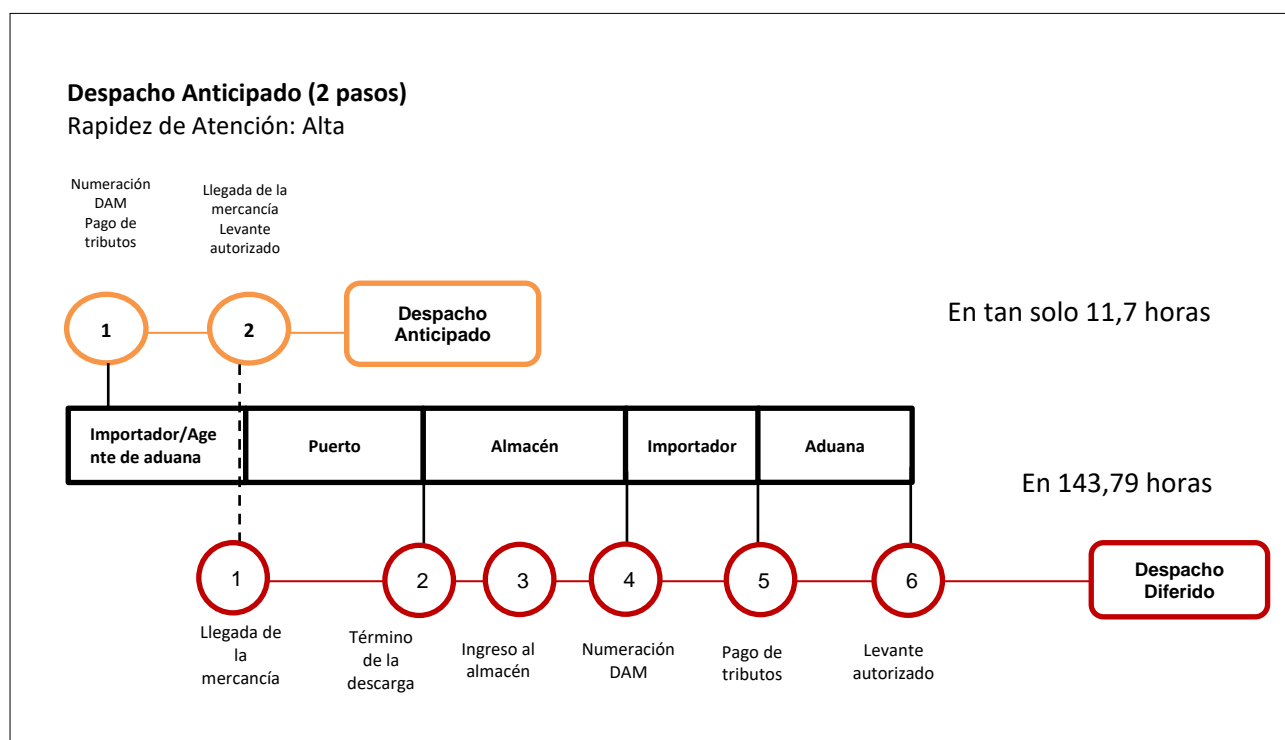 Despacho Anticipado (2 pasos)
Rapidez de Atención: Alta
Numeración
DAM
Pago de
tributos
Llegada de la
mercancía
Levante
autorizado
1
2
Despacho
Anticipado
En tan solo 11,7 horas
Importador/Age
nte de aduana
Puerto
Almacén
Importador
Aduana
En 143,79 horas
1
2
3
4
5
6
Despacho
Diferido
Llegada de
la
mercancía
Término
de la
descarga
Ingreso al
almacén
Numeración
DAM
Pago de
tributos
Levante
autorizado